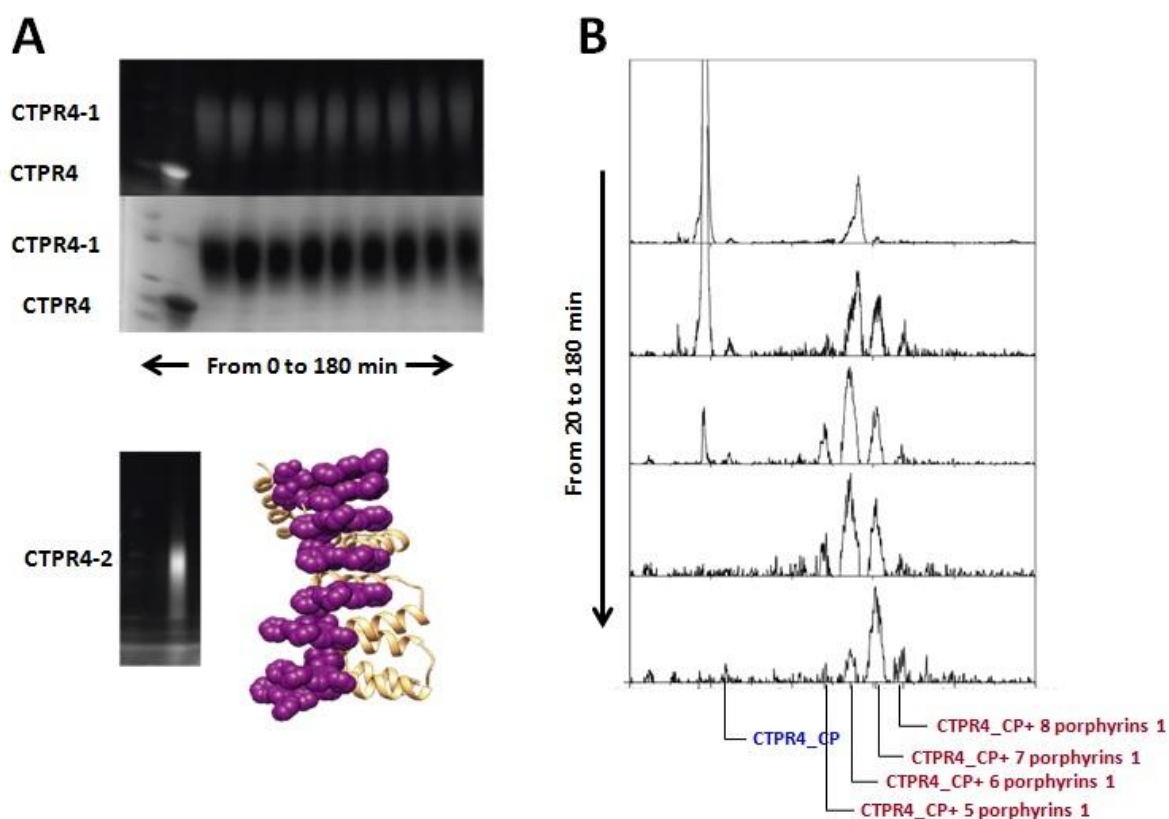 A
CTPR4-1
CTPR4
CTPR4-1
CTPR4
From 0 to 180 min
CTPR4-2
B
From 20 to 180 min
CTPR4_CP
CTPR4_CP+ 8 porphyrins 1
CTPR4_CP+ 7 porphyrins 1
CTPR4_CP+ 6 porphyrins 1
CTPR4_CP+ 5 porphyrins 1